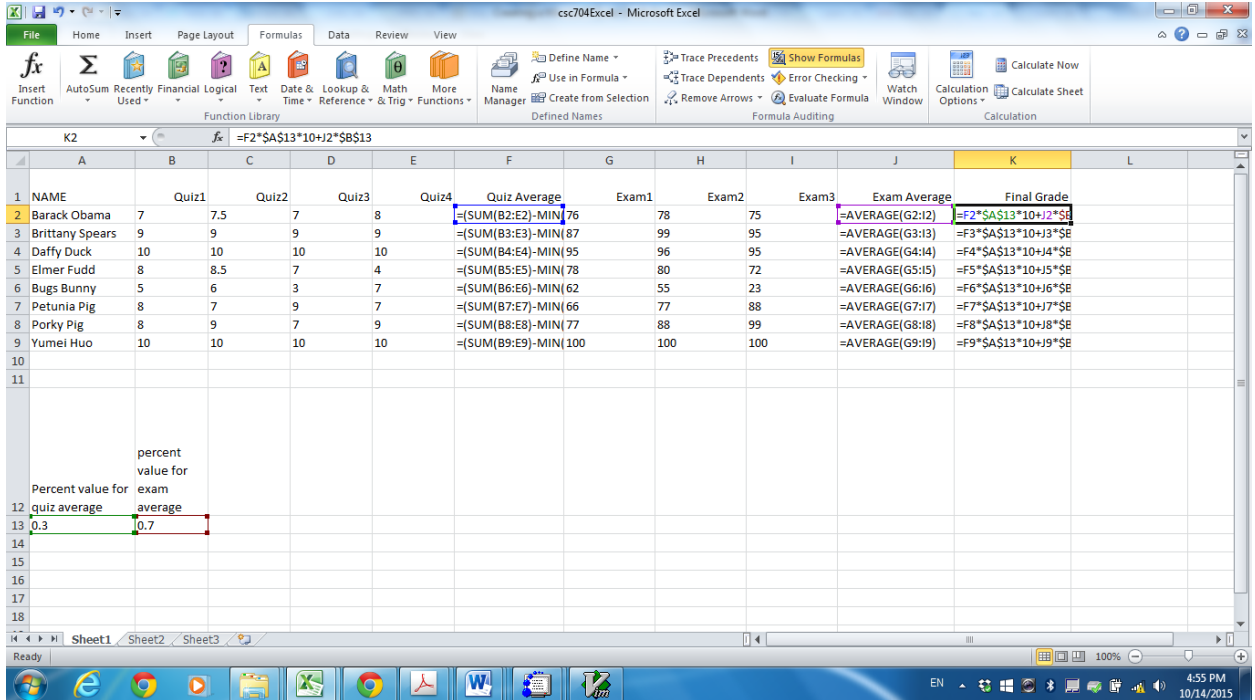 csc704Excel - Microsoft Excel
File Home Insert Page Layout Formulas Data Review View
fx Insert Function
Σ AutoSum
Recently Used
Financial
Logical
Text
Date & Time
Lookup & Reference
Math & Trig
More Functions
Function Library
Name Manager
Define Name
Use in Formula
Create from Selection
Defined Names
Trace Precedents
Trace Dependents
Remove Arrows
Show Formulas
Error Checking
Evaluate Formula
Watch Window
Formula Auditing
Calculation Options
Calculate Now
Calculate Sheet
Calculation
K2 fx =F2*$A$13*10+J2*$B$13
A B C D E F G H I J K L
1 NAME Quiz1 Quiz2 Quiz3 Quiz4 Quiz Average Exam1 Exam2 Exam3 Exam Average Final Grade
2 Barack Obama 7 7.5 7 8 =(SUM(B2:E2)-MIN( 76 78 75 =AVERAGE(G2:I2) =F2*$A$13*10+J2*$B
3 Brittany Spears 9 9 9 9 =(SUM(B3:E3)-MIN( 87 99 95 =AVERAGE(G3:I3) =F3*$A$13*10+J3*$B
4 Daffy Duck 10 10 10 10 =(SUM(B4:E4)-MIN( 95 96 95 =AVERAGE(G4:I4) =F4*$A$13*10+J4*$B
5 Elmer Fudd 8 8.5 7 4 =(SUM(B5:E5)-MIN( 78 80 72 =AVERAGE(G5:I5) =F5*$A$13*10+J5*$B
6 Bugs Bunny 5 6 3 7 =(SUM(B6:E6)-MIN( 62 55 23 =AVERAGE(G6:I6) =F6*$A$13*10+J6*$B
7 Petunia Pig 8 7 9 7 =(SUM(B7:E7)-MIN( 66 77 88 =AVERAGE(G7:I7) =F7*$A$13*10+J7*$B
8 Porky Pig 8 9 7 9 =(SUM(B8:E8)-MIN( 77 88 99 =AVERAGE(G8:I8) =F8*$A$13*10+J8*$B
9 Yumei Huo 10 10 10 10 =(SUM(B9:E9)-MIN( 100 100 100 =AVERAGE(G9:I9) =F9*$A$13*10+J9*$B
10
11
percent
value for
Percent value for exam
12 quiz average average
13 0.3 0.7
14
15
16
17
18
Sheet1 Sheet2 Sheet3
Ready 100%
EN 4:55 PM
10/14/2015